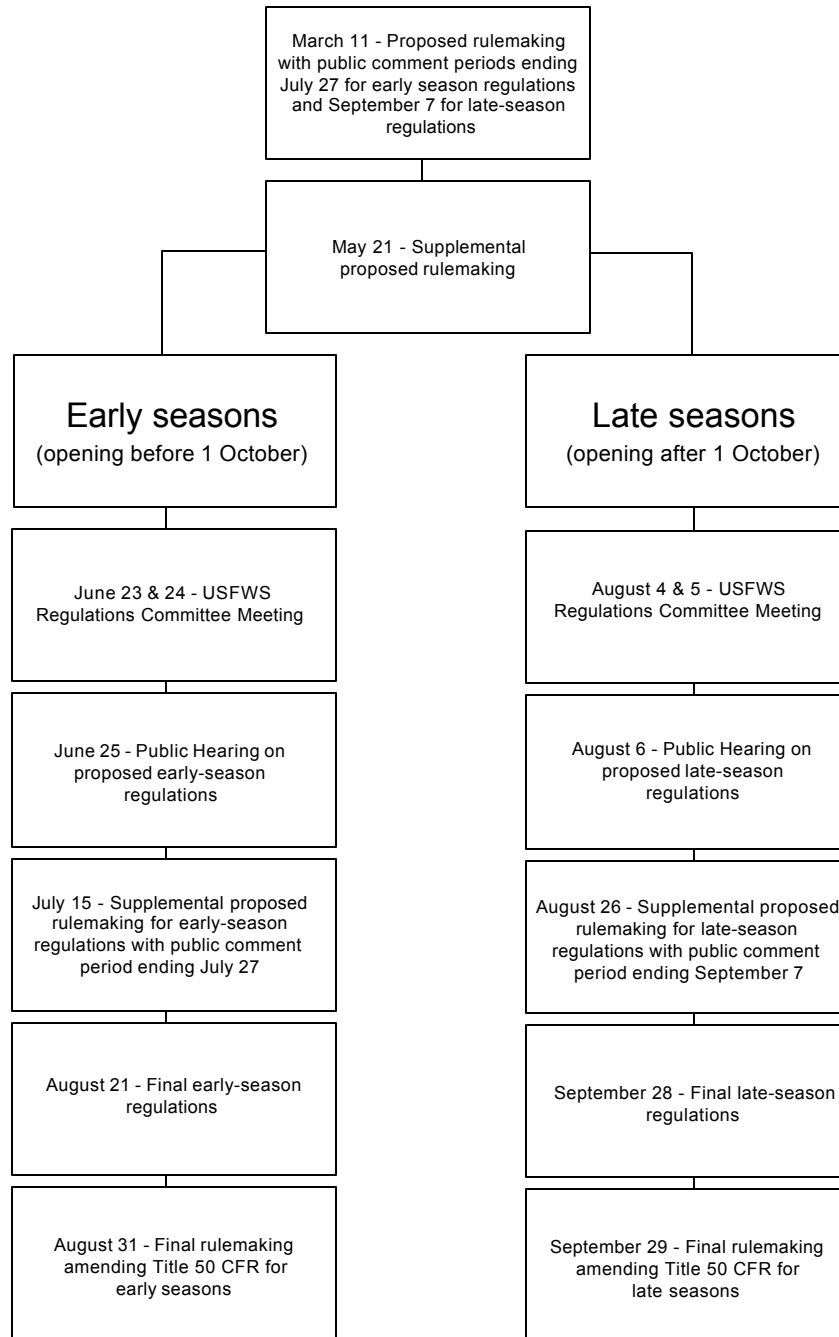 March 11 - Proposed rulemaking
with public comment periods ending
July 27 for early season regulations
and September 7 for late-season
regulations
May 21 - Supplemental
proposed rulemaking
Early seasons
(opening before 1 October)
June 23 & 24 - USFWS
Regulations Committee Meeting
June 25 - Public Hearing on
proposed early-season
regulations
July 15 - Supplemental proposed
rulemaking for early-season
regulations with public comment
period ending July 27
August 21 - Final early-season
regulations
August 31 - Final rulemaking
amending Title 50 CFR for
early seasons
Late seasons
(opening after 1 October)
August 4 & 5 - USFWS
Regulations Committee Meeting
August 6 - Public Hearing on
proposed late-season
regulations
August 26 - Supplemental proposed
rulemaking for late-season
regulations with public comment
period ending September 7
September 28 - Final late-season
regulations
September 29 - Final rulemaking
amending Title 50 CFR for
late seasons